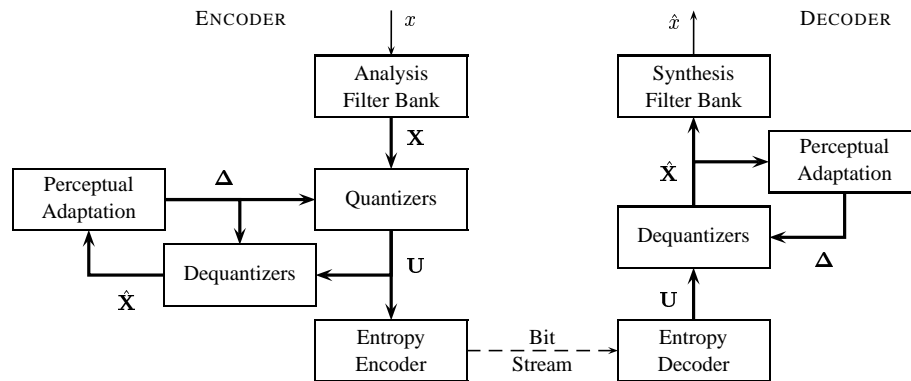 ENCODER
x
x̂
DECODER
Analysis
Filter Bank
Synthesis
Filter Bank
X
X̂
Perceptual
Adaptation
Δ
Quantizers
Perceptual
Adaptation
Dequantizers
X̂
U
Dequantizers
Δ
U
Entropy
Encoder
Bit
Stream
Entropy
Decoder